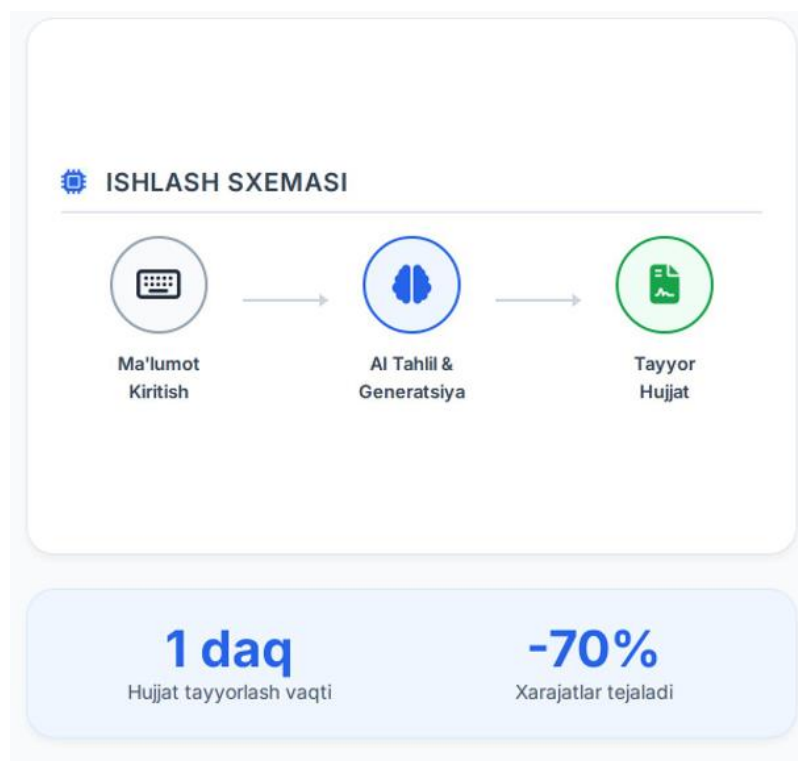 ISHLASH SXEMASI
Ma'lumot
Kiritish
AI Tahlil &
Generatsiya
Tayyor
Hujjat
1 daq
Hujjat tayyorlash vaqti
-70%
Xarajatlar tejaladi